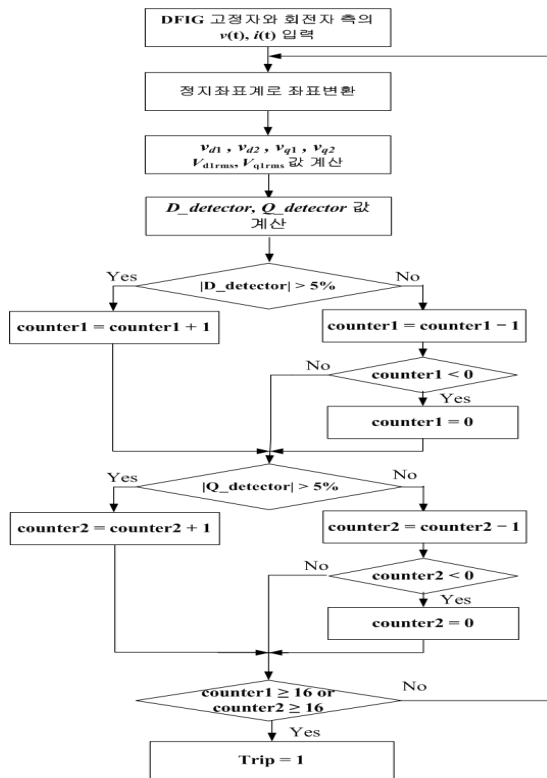 DFIG 고정자와 회전자 측의
v(t), i(t) 입력
정지좌표계로 좌표변환
vd1 , vd2 , vq1 , vq2
Vd1rms, Vq1rms 값 계산
D_detector, Q_detector 값
계산
|D_detector| > 5%
Yes
No
counter1 = counter1 + 1
counter1 = counter1 − 1
counter1 < 0
No
Yes
counter1 = 0
|Q_detector| > 5%
Yes
No
counter2 = counter2 + 1
counter2 = counter2 − 1
counter2 < 0
No
Yes
counter2 = 0
counter1 ≥ 16 or
counter2 ≥ 16
No
Yes
Trip = 1